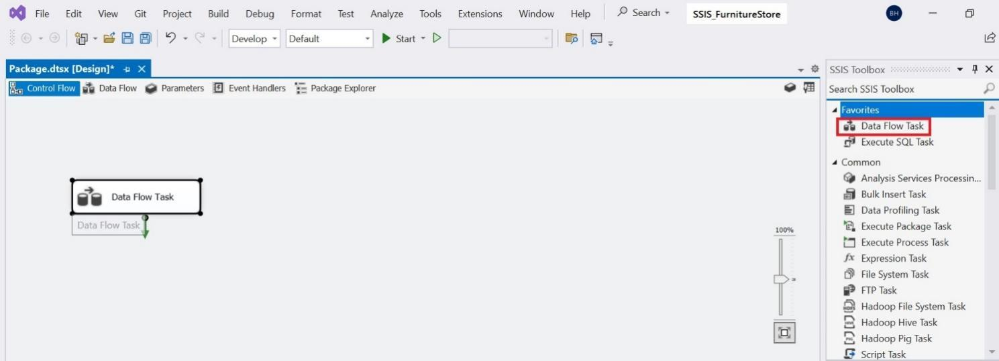 File Edit View Git Project Build Debug Format Test Analyze Tools Extensions Window Help Search SSIS_FurnitureStore BH
Develop Default Start
Package.dtsx [Design]*
Control Flow Data Flow Parameters Event Handlers Package Explorer
Data Flow Task
Data Flow Task
100%
SSIS Toolbox
Search SSIS Toolbox
Favorites
Data Flow Task
Execute SQL Task
Common
Analysis Services Processin...
Bulk Insert Task
Data Profiling Task
Execute Package Task
Execute Process Task
fx Expression Task
File System Task
FTP Task
Hadoop File System Task
Hadoop Hive Task
Hadoop Pig Task
Script Task